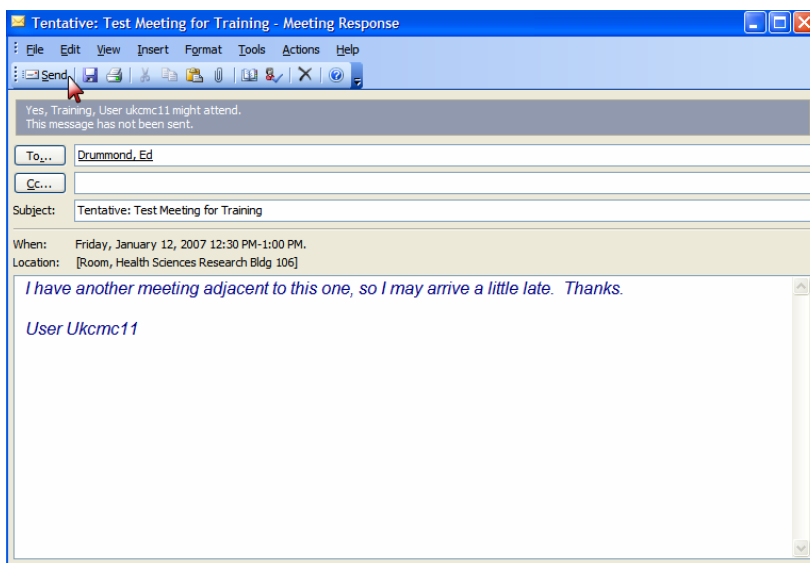 Tentative: Test Meeting for Training - Meeting Response
File Edit View Insert Format Tools Actions Help
Send
Yes, Training, User ukcmc11 might attend.
This message has not been sent.
To... Drummond, Ed
Cc...
Subject: Tentative: Test Meeting for Training
When: Friday, January 12, 2007 12:30 PM-1:00 PM.
Location: [Room, Health Sciences Research Bldg 106]
I have another meeting adjacent to this one, so I may arrive a little late.  Thanks.
User Ukcmc11